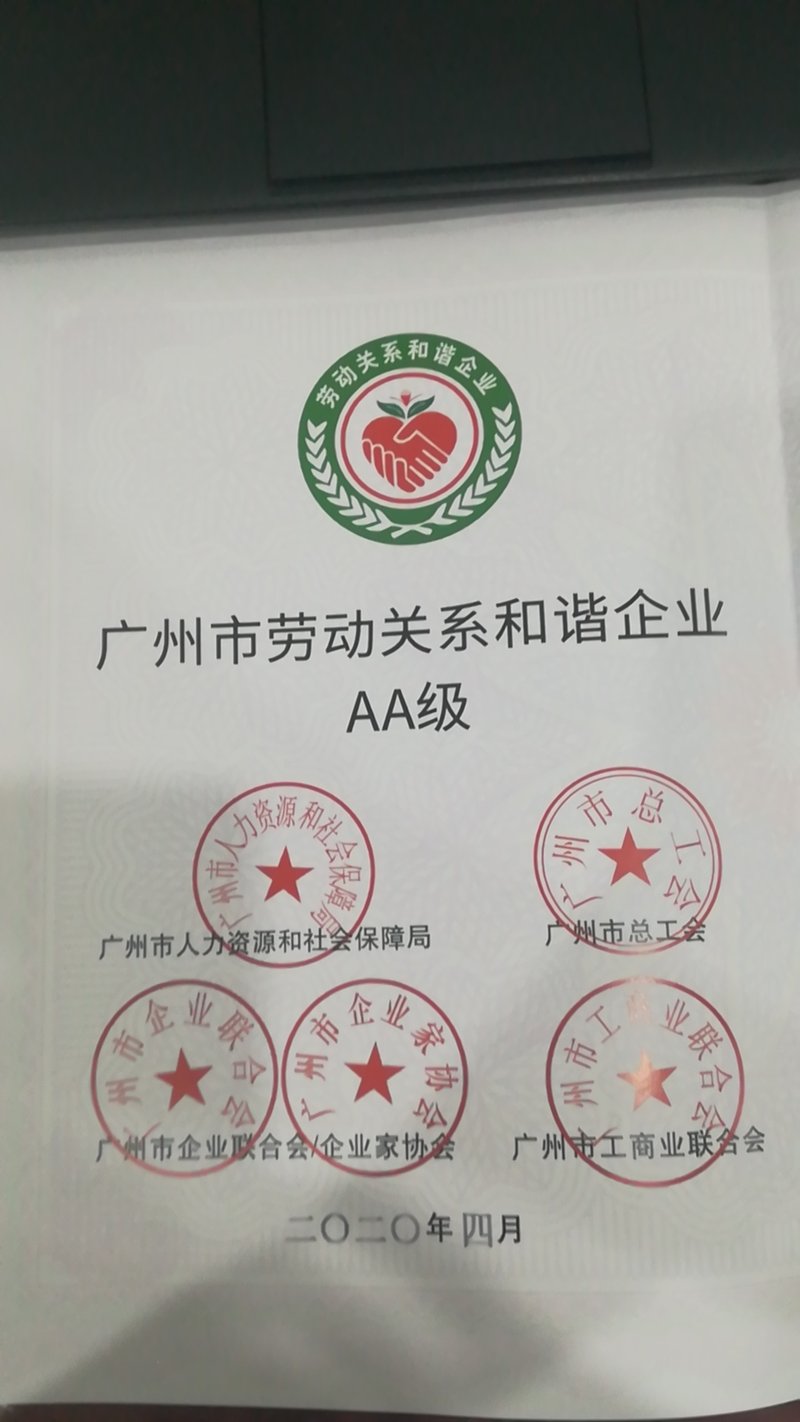 劳动关系和谐企业
广州市劳动关系和谐企业
AA级
广州市人力资源和社会保障局
广州市总工会
广州市人力资源和社会保障局
广州市总工会
广州市企业联合会
广州市企业家协会
广州市工商业联合会
广州市企业联合会/企业家协会
广州市工商业联合会
二〇二〇年四月